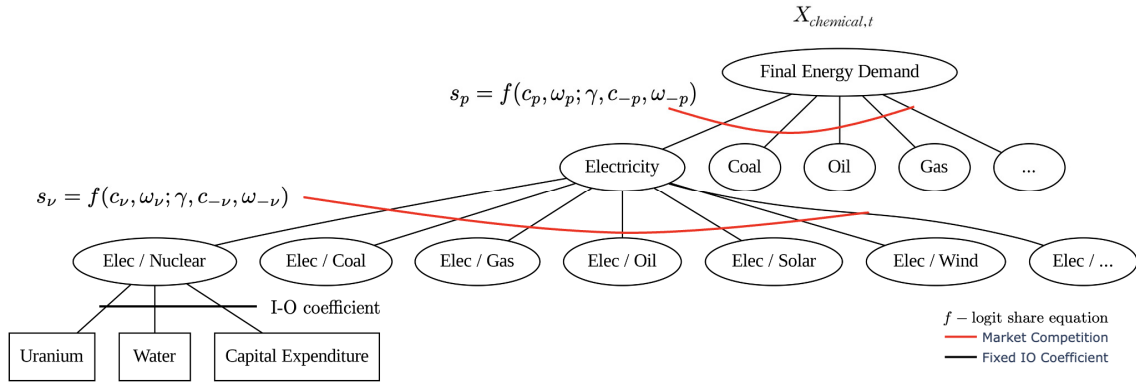 X_{chemical,t}
Final Energy Demand
s_p = f(c_p, ω_p; γ, c_{−p}, ω_{−p})
Electricity
Coal
Oil
Gas
...
s_ν = f(c_ν, ω_ν; γ, c_{−ν}, ω_{−ν})
Elec / Nuclear
Elec / Coal
Elec / Gas
Elec / Oil
Elec / Solar
Elec / Wind
Elec / ...
I-O coefficient
Uranium
Water
Capital Expenditure
f − logit share equation
Market Competition
Fixed IO Coefficient